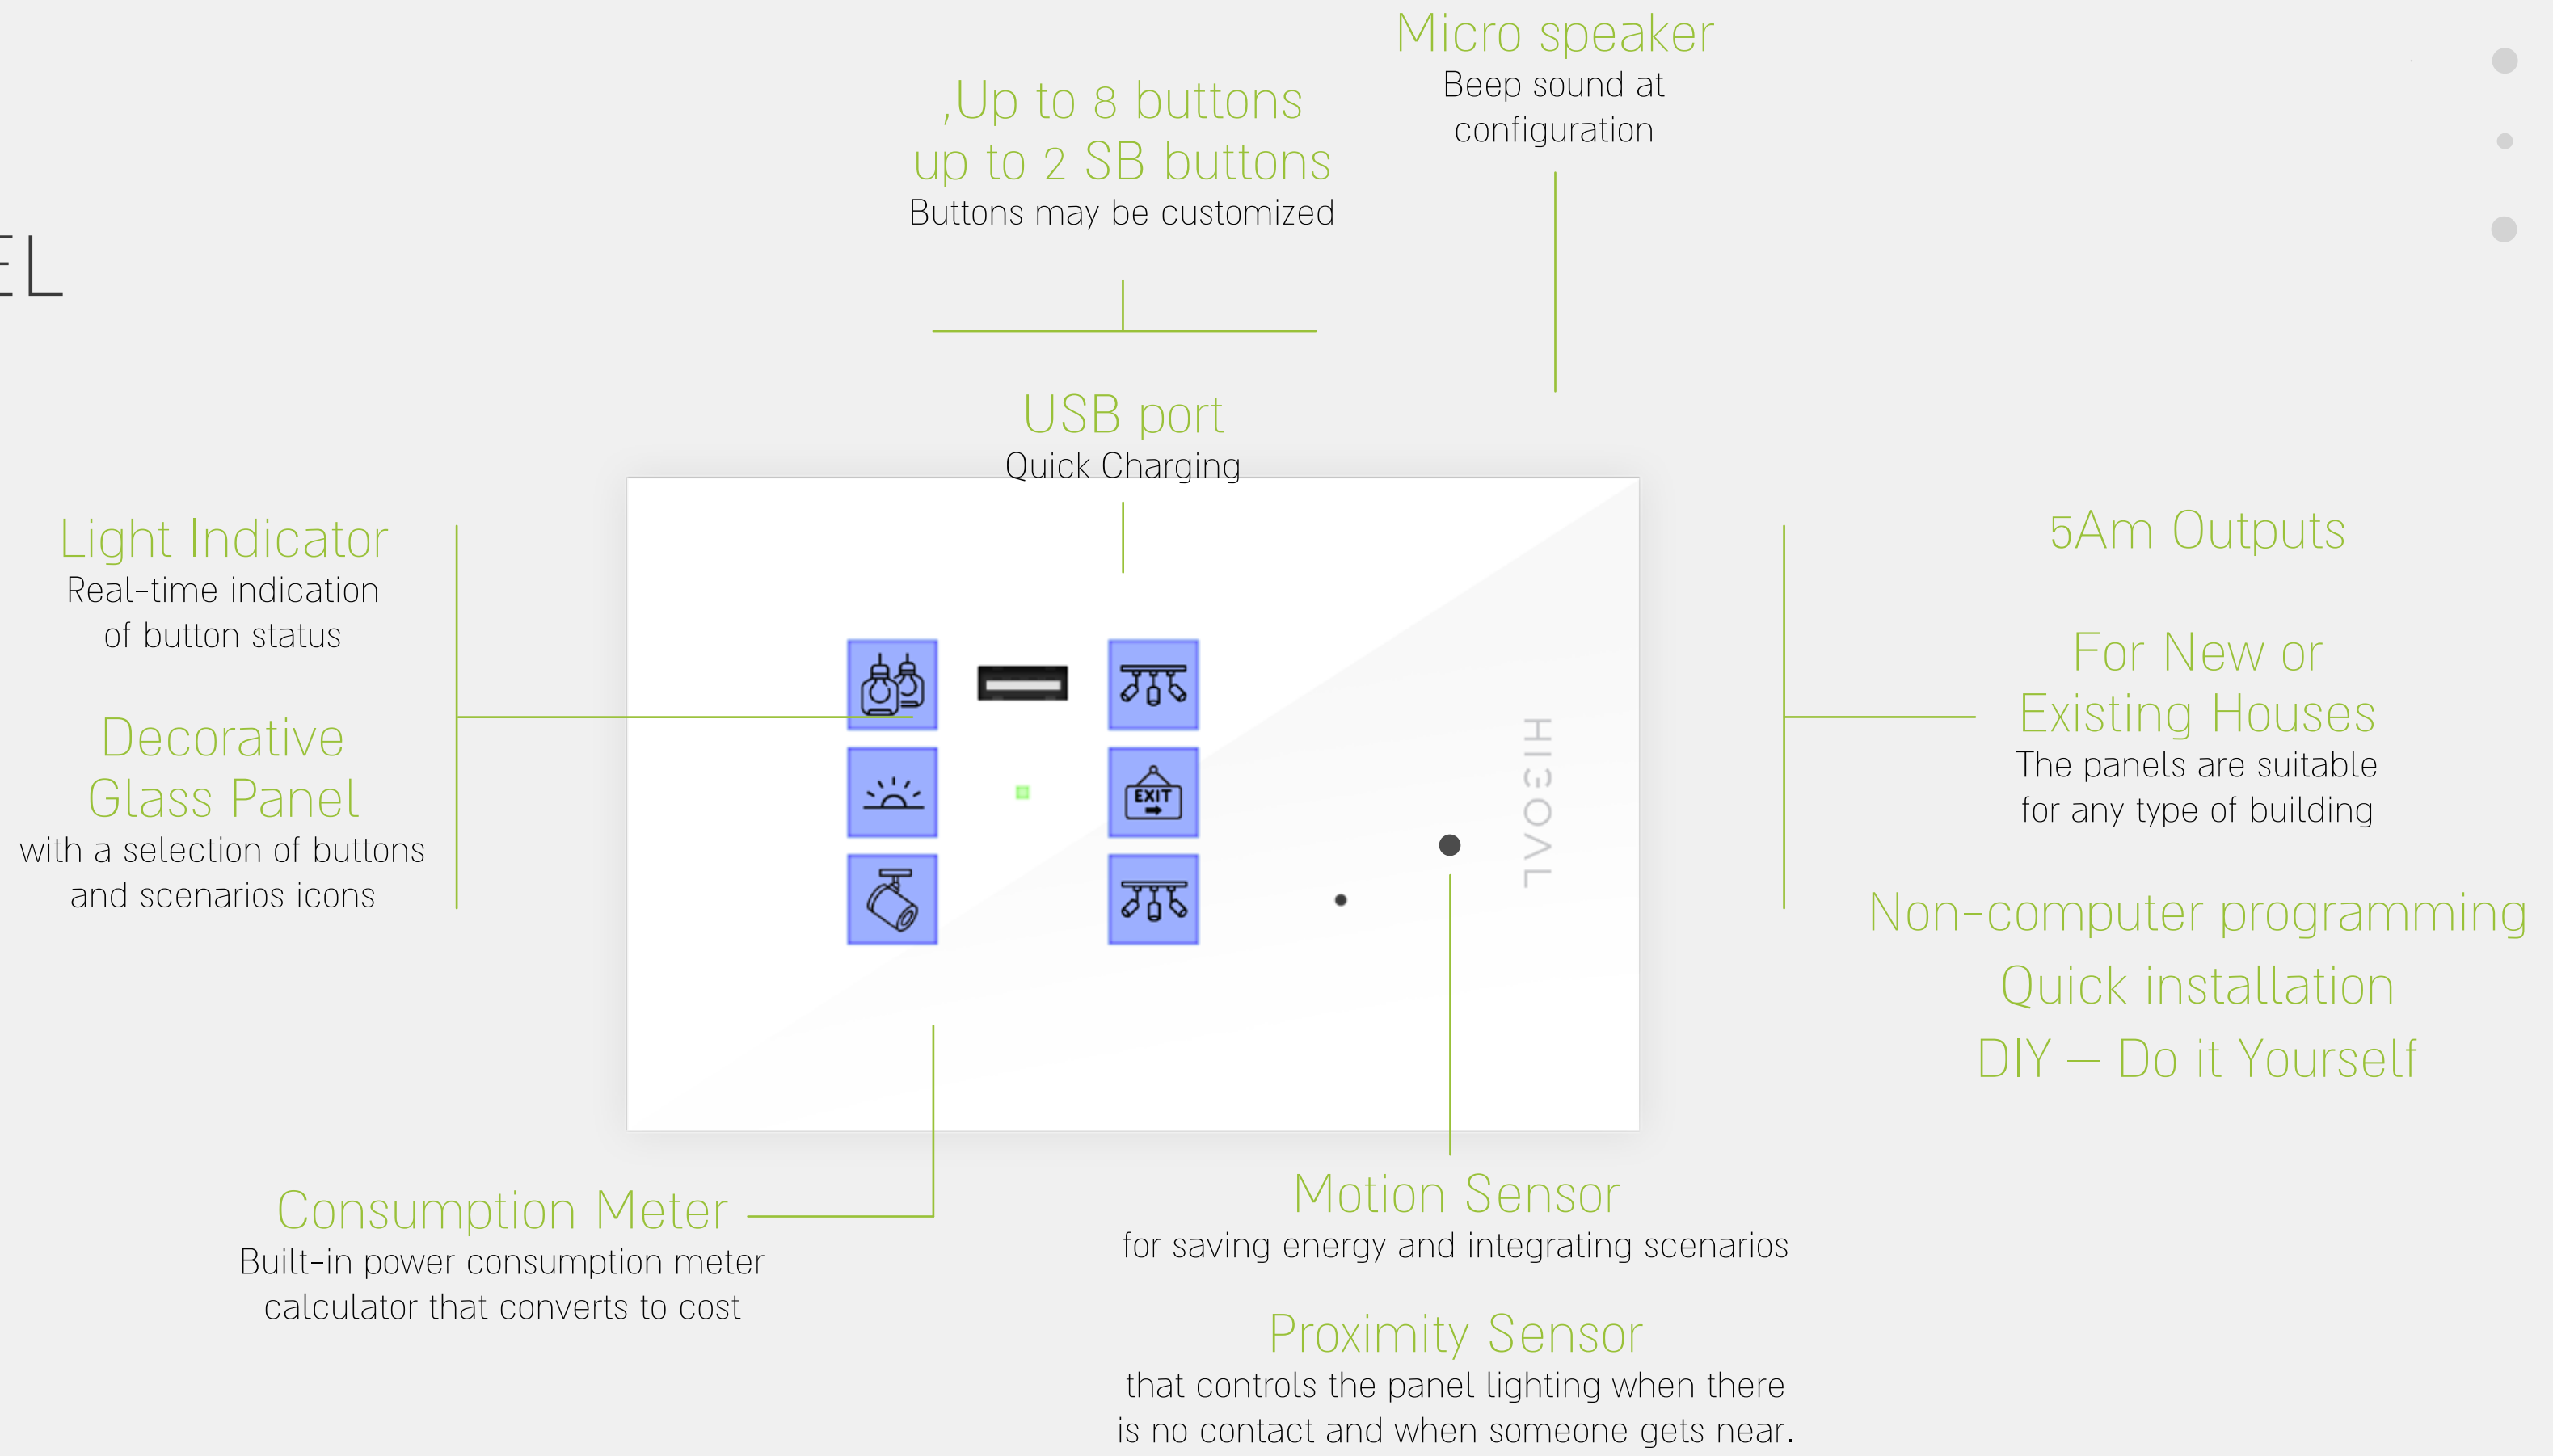 Micro speaker
Beep sound at
configuration
,Up to 8 buttons
up to 2 SB buttons
Buttons may be customized
EL
USB port
Quick Charging
Light Indicator
Real-time indication
of button status
Decorative
Glass Panel
with a selection of buttons
and scenarios icons
EXIT
HIGOAL
5Am Outputs
For New or
Existing Houses
The panels are suitable
for any type of building
Non-computer programming
Quick installation
DIY – Do it Yourself
Consumption Meter
Built-in power consumption meter
calculator that converts to cost
Motion Sensor
for saving energy and integrating scenarios
Proximity Sensor
that controls the panel lighting when there
is no contact and when someone gets near.